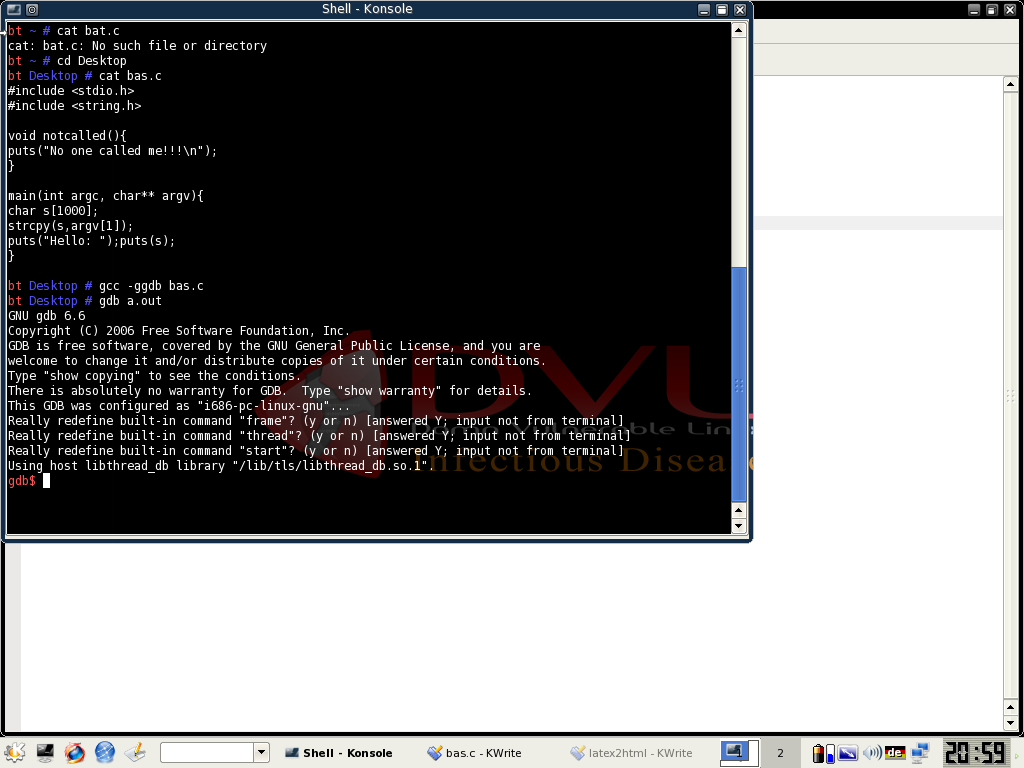 Shell - Konsole
bt ~ # cat bat.c
cat: bat.c: No such file or directory
bt ~ # cd Desktop
bt Desktop # cat bas.c
#include <stdio.h>
#include <string.h>
void notcalled(){
puts("No one called me!!!\n");
}
main(int argc, char** argv){
char s[1000];
strcpy(s,argv[1]);
puts("Hello: ");puts(s);
}
bt Desktop # gcc -ggdb bas.c
bt Desktop # gdb a.out
GNU gdb 6.6
Copyright (C) 2006 Free Software Foundation, Inc.
GDB is free software, covered by the GNU General Public License, and you are
welcome to change it and/or distribute copies of it under certain conditions.
Type "show copying" to see the conditions.
There is absolutely no warranty for GDB.  Type "show warranty" for details.
This GDB was configured as "i686-pc-linux-gnu"...
Really redefine built-in command "frame"? (y or n) [answered Y; input not from terminal]
Really redefine built-in command "thread"? (y or n) [answered Y; input not from terminal]
Really redefine built-in command "start"? (y or n) [answered Y; input not from terminal]
Using host libthread_db library "/lib/tls/libthread_db.so.1".
gdb$
DVL
Infectious Disea
Shell - Konsole
bas.c - KWrite
latex2html - KWrite
2
de
20:59